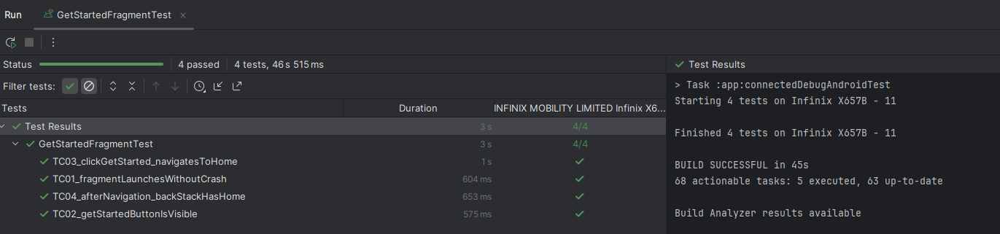 Run GetStartedFragmentTest ×
Status 4 passed 4 tests, 46 s 515 ms
Filter tests:
Tests Duration INFINIX MOBILITY LIMITED Infinix X6...
Test Results 3 s 4/4
GetStartedFragmentTest 3 s 4/4
TC03_clickGetStarted_navigatesToHome 1 s
TC01_fragmentLaunchesWithoutCrash 604 ms
TC04_afterNavigation_backStackHasHome 653 ms
TC02_getStartedButtonIsVisible 575 ms
Test Results
> Task :app:connectedDebugAndroidTest
Starting 4 tests on Infinix X657B - 11
Finished 4 tests on Infinix X657B - 11
BUILD SUCCESSFUL in 45s
68 actionable tasks: 5 executed, 63 up-to-date
Build Analyzer results available